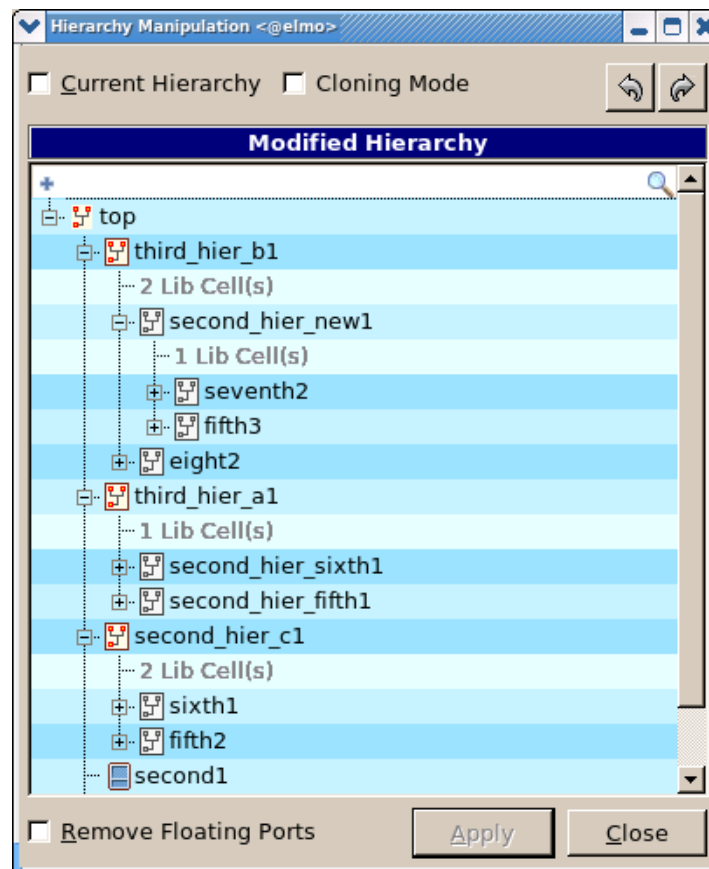 Hierarchy Manipulation <@elmo>
Current Hierarchy Cloning Mode
Modified Hierarchy
top
third_hier_b1
2 Lib Cell(s)
second_hier_new1
1 Lib Cell(s)
seventh2
fifth3
eight2
third_hier_a1
1 Lib Cell(s)
second_hier_sixth1
second_hier_fifth1
second_hier_c1
2 Lib Cell(s)
sixth1
fifth2
second1
Remove Floating Ports Apply Close